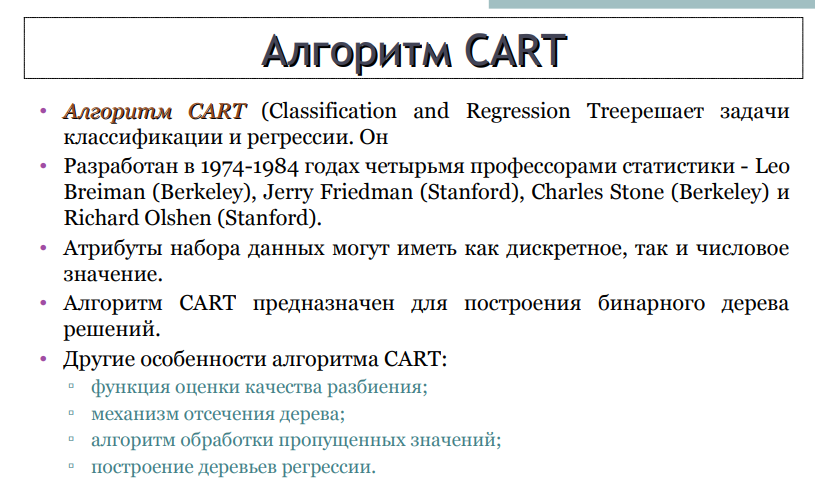 Алгоритм CART
• Алгоритм CART (Classification and Regression Treeрешает задачи
классификации и регрессии. Он
• Разработан в 1974-1984 годах четырьмя профессорами статистики - Leo
Breiman (Berkeley), Jerry Friedman (Stanford), Charles Stone (Berkeley) и
Richard Olshen (Stanford).
• Атрибуты набора данных могут иметь как дискретное, так и числовое
значение.
• Алгоритм CART предназначен для построения бинарного дерева
решений.
• Другие особенности алгоритма CART:
▫ функция оценки качества разбиения;
▫ механизм отсечения дерева;
▫ алгоритм обработки пропущенных значений;
▫ построение деревьев регрессии.